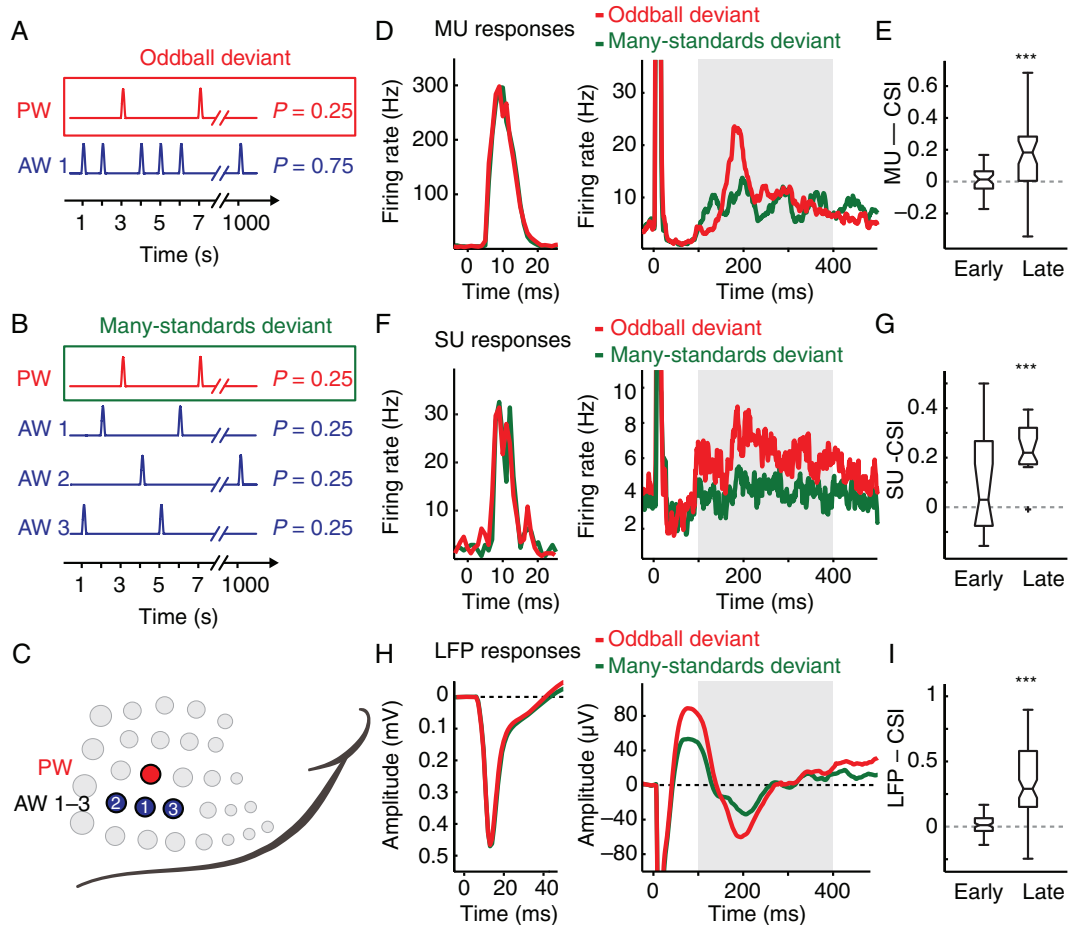 A
Oddball deviant
PW
P = 0.25
AW 1
P = 0.75
1 3 5 7 1000
Time (s)
B
Many-standards deviant
PW
P = 0.25
AW 1
P = 0.25
AW 2
P = 0.25
AW 3
P = 0.25
1 3 5 7 1000
Time (s)
C
PW
AW 1–3
2 1 3
D
MU responses
Oddball deviant
Many-standards deviant
Firing rate (Hz)
300
200
100
0 10 20
Time (ms)
Firing rate (Hz)
30
20
10
0 200 400
Time (ms)
E
***
MU — CSI
0.6
0.4
0.2
0
–0.2
Early Late
F
SU responses
Oddball deviant
Many-standards deviant
Firing rate (Hz)
30
20
10
0 10 20
Time (ms)
Firing rate (Hz)
10
8
6
4
2
0 200 400
Time (ms)
G
***
SU -CSI
0.4
0.2
0
Early Late
H
LFP responses
Oddball deviant
Many-standards deviant
Amplitude (mV)
0
0.1
0.2
0.3
0.4
0.5
0 20 40
Time (ms)
Amplitude (µV)
80
40
0
–40
–80
0 200 400
Time (ms)
I
***
LFP – CSI
1
0.5
0
Early Late